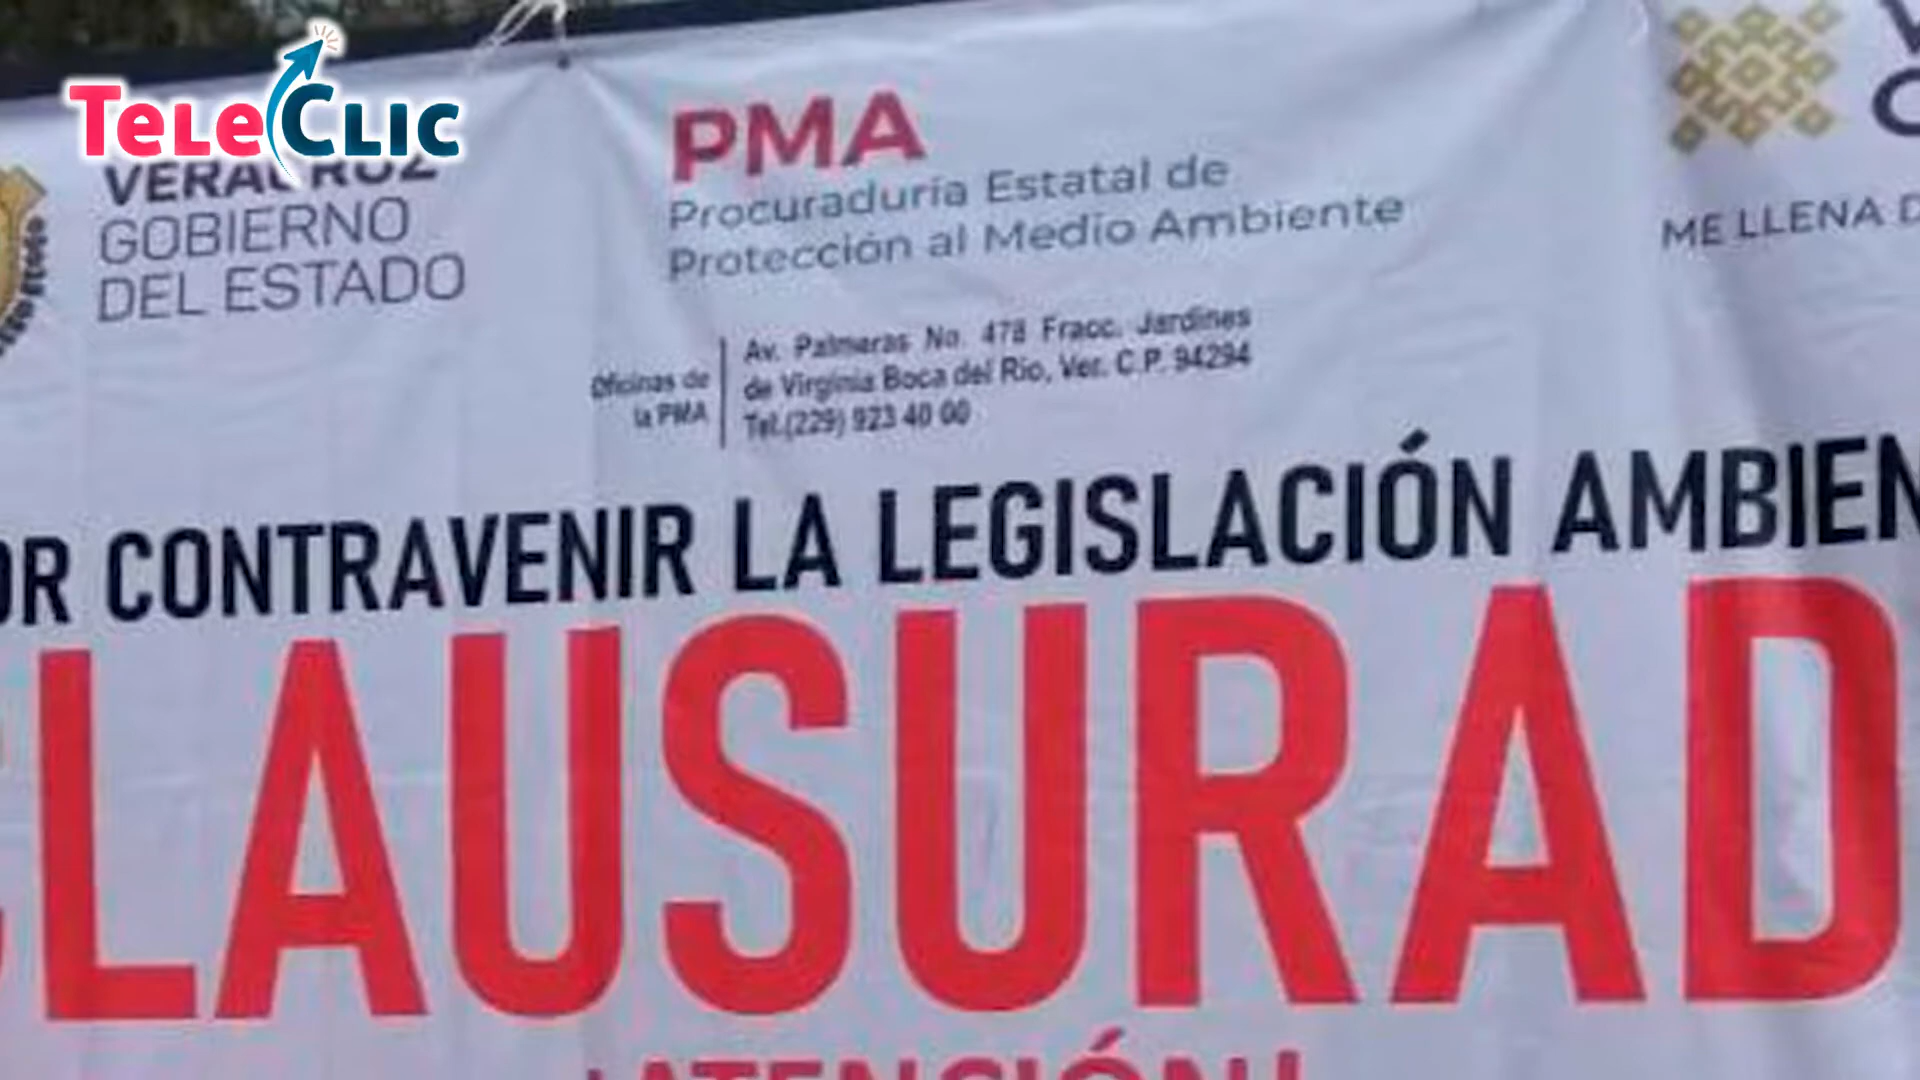 TELECLIC
VERACRUZ
GOBIERNO
DEL ESTADO
PMA
Procuraduría Estatal de
Protección al Medio Ambiente
Oficinas de
la PMA
Av. Palmeras No. 478 Fracc. Jardines
de Virginia Boca del Río, Ver. C.P. 94294
Tel.(229) 923 40 00
ME LLENA D
OR CONTRAVENIR LA LEGISLACIÓN AMBIEN
CLAUSURAD
¡ATENCIÓN!